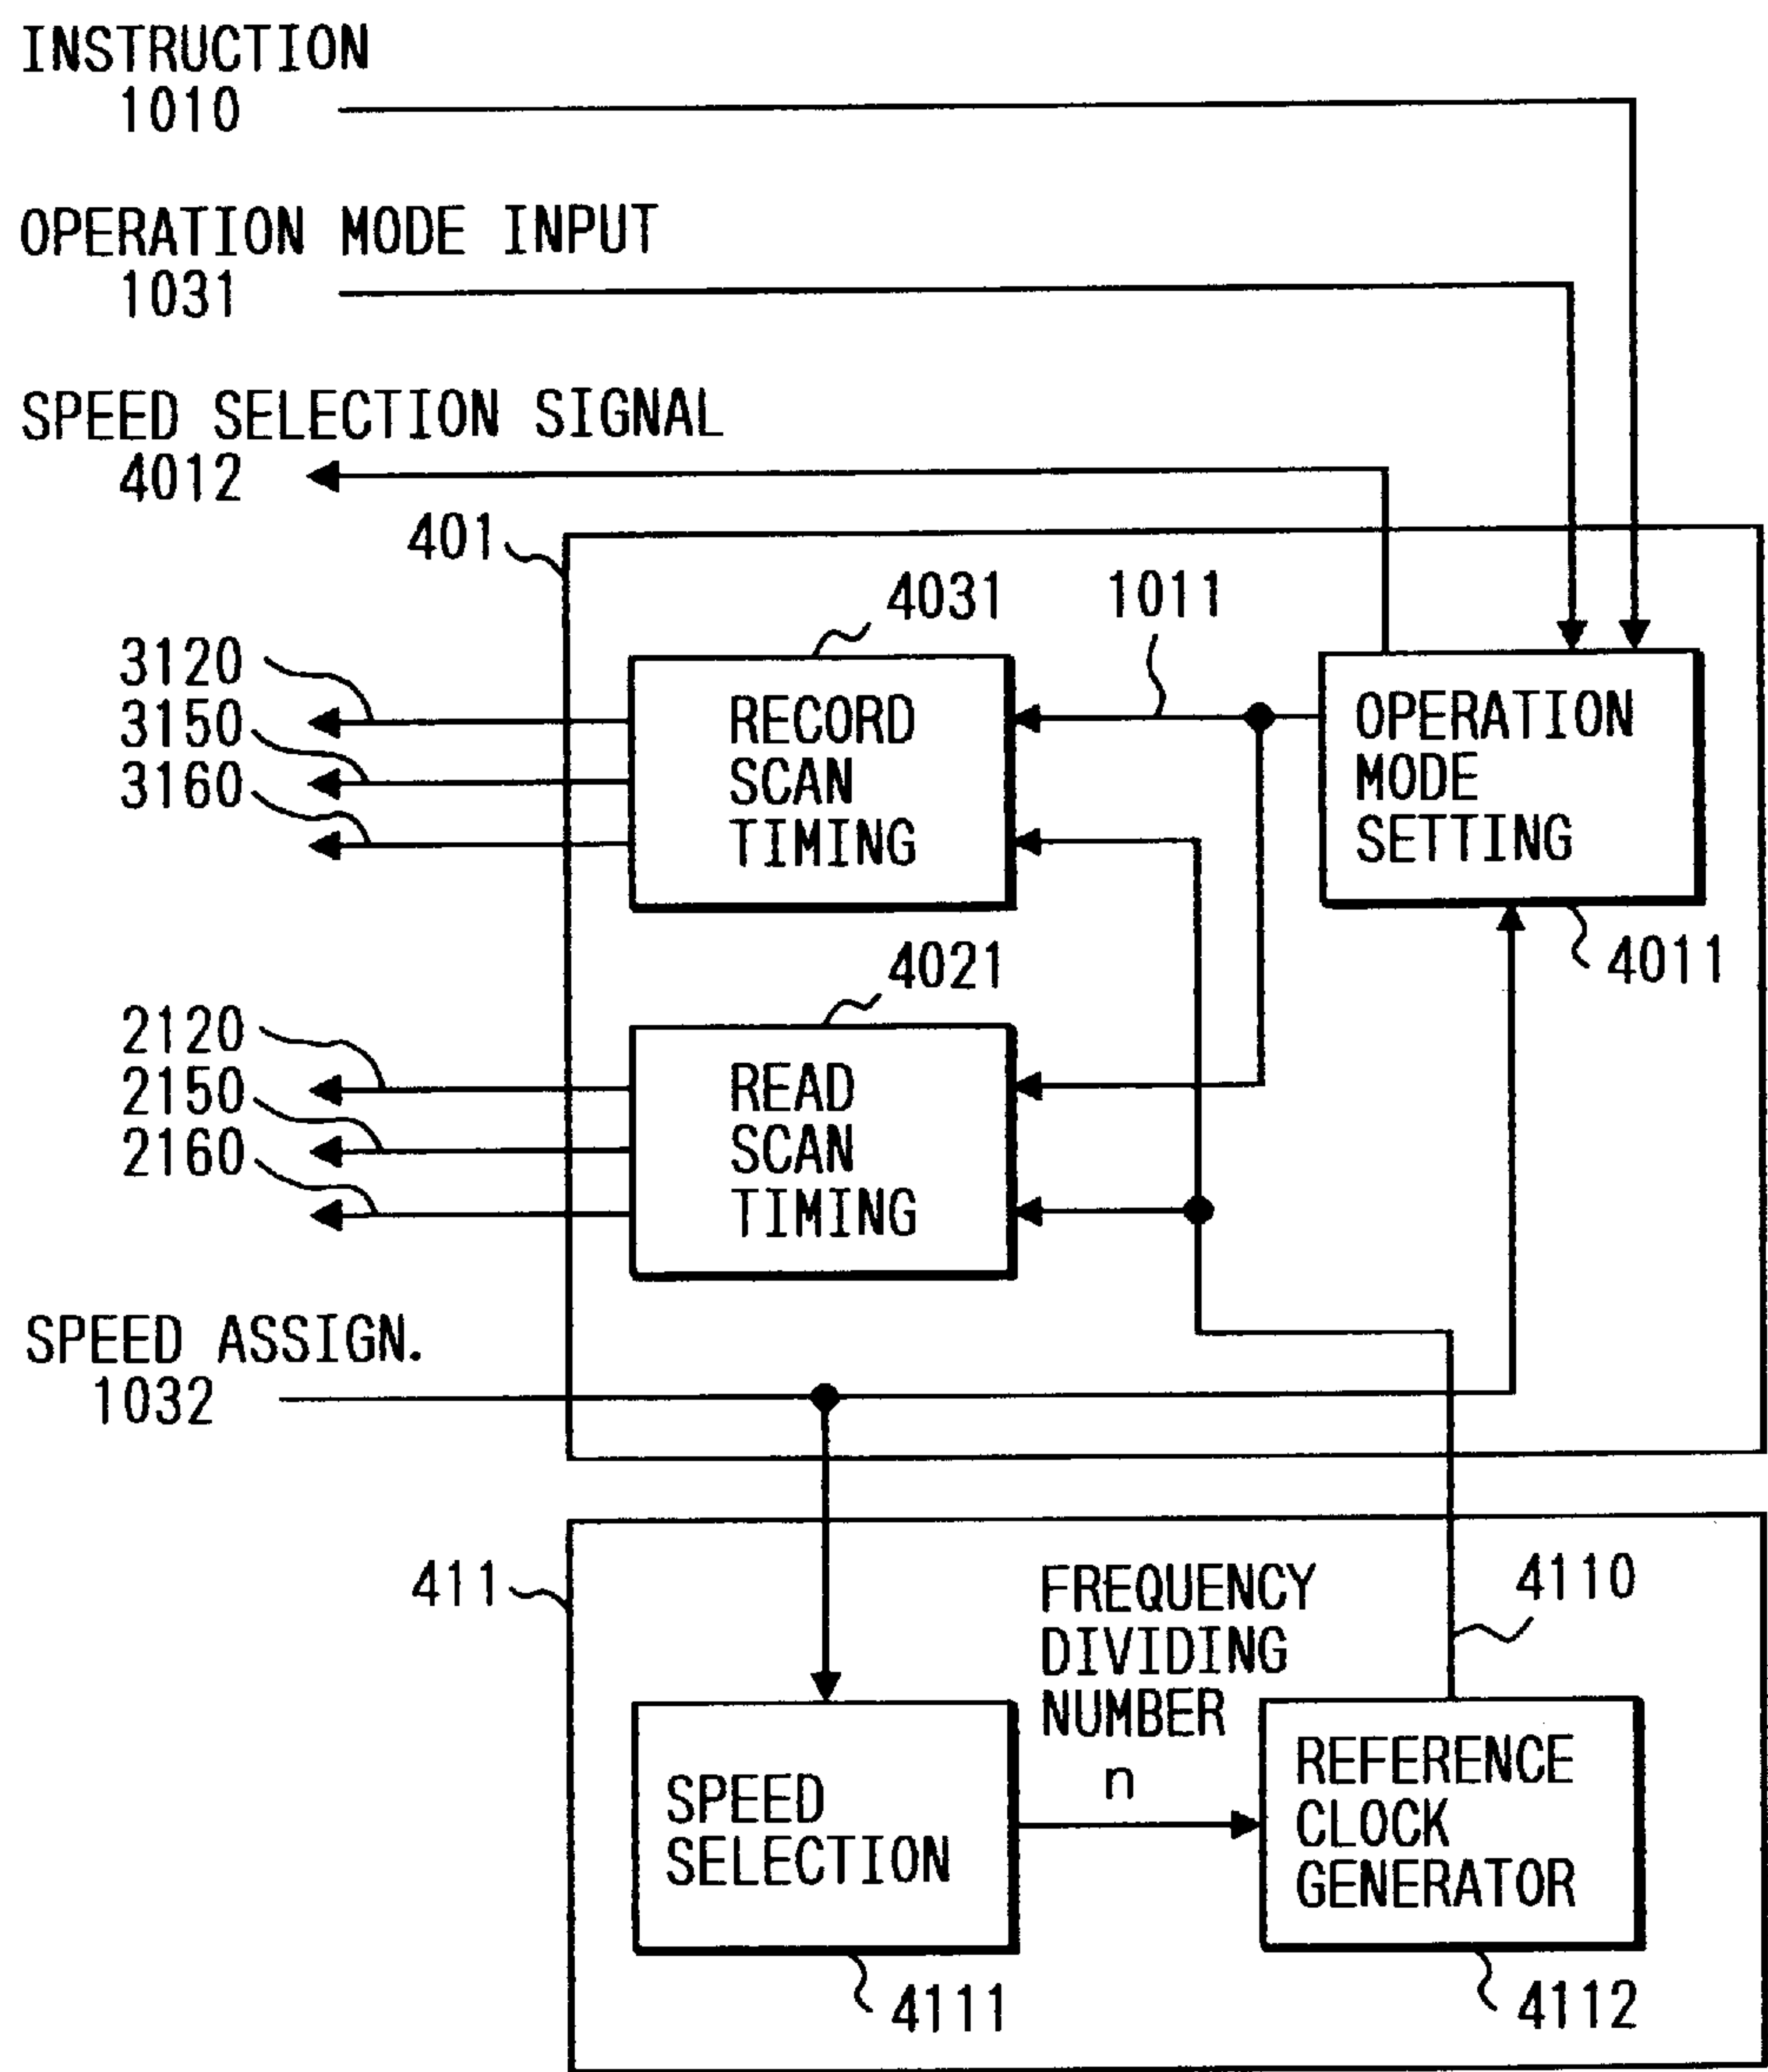 INSTRUCTION
1010
OPERATION MODE INPUT
1031
SPEED SELECTION SIGNAL
4012
401
4031
1011
3120
3150
3160
RECORD
SCAN
TIMING
OPERATION
MODE
SETTING
4021
4011
2120
2150
2160
READ
SCAN
TIMING
SPEED ASSIGN.
1032
411
FREQUENCY
DIVIDING
NUMBER
n
4110
SPEED
SELECTION
REFERENCE
CLOCK
GENERATOR
4111
4112